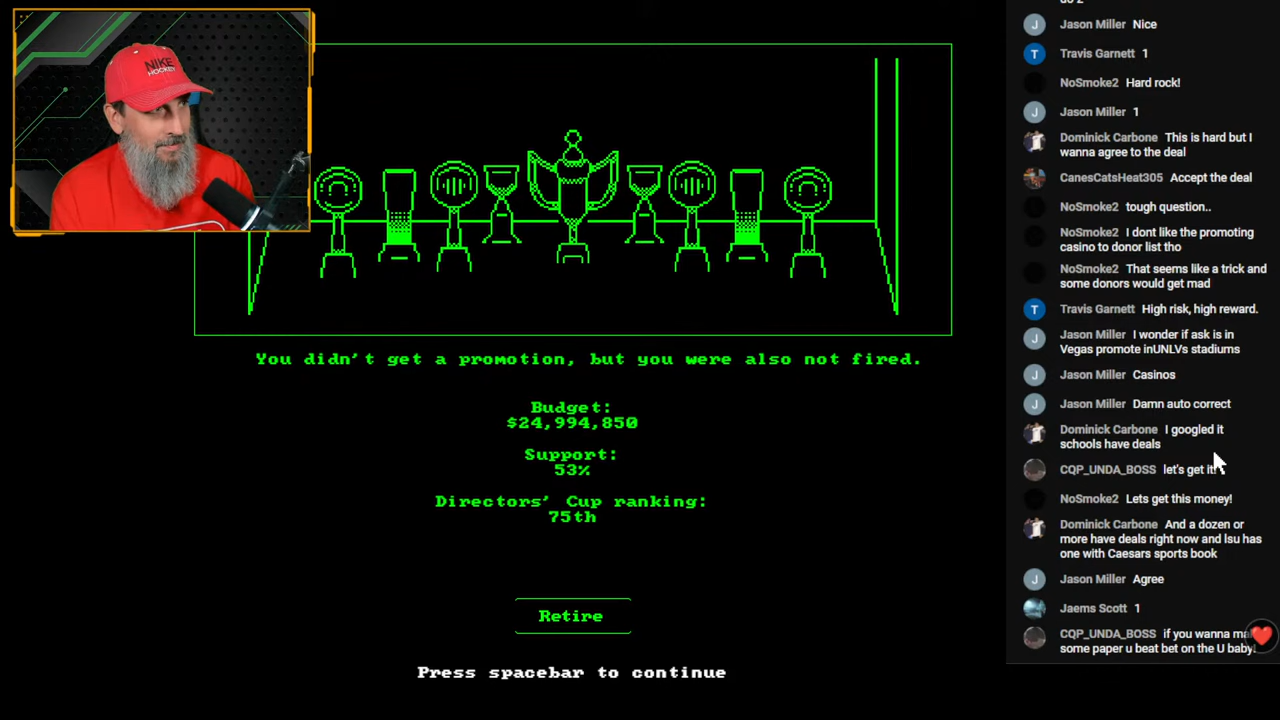 NIKE
HOCKEY
You didn't get a promotion, but you were also not fired.
Budget:
$24,994,850
Support:
53%
Directors' Cup ranking:
75th
Retire
Press spacebar to continue
Jason Miller Nice
T Travis Garnett 1
NoSmoke2 Hard rock!
J Jason Miller 1
Dominick Carbone This is hard but I
wanna agree to the deal
CanesCatsHeat305 Accept the deal
NoSmoke2 tough question..
NoSmoke2 I dont like the promoting
casino to donor list tho
NoSmoke2 That seems like a trick and
some donors would get mad
T Travis Garnett High risk, high reward.
J Jason Miller I wonder if ask is in
Vegas promote inUNLVs stadiums
J Jason Miller Casinos
J Jason Miller Damn auto correct
Dominick Carbone I googled it
schools have deals
CQP_UNDA_BOSS let's get it
NoSmoke2 Lets get this money!
Dominick Carbone And a dozen or
more have deals right now and lsu has
one with Caesars sports book
J Jason Miller Agree
Jaems Scott 1
CQP_UNDA_BOSS if you wanna
some paper u beat bet on the U baby!